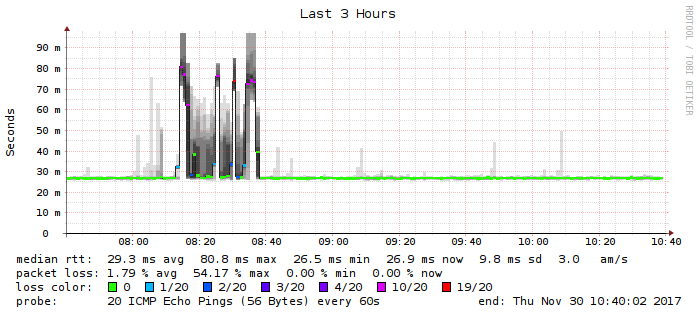 Last 3 Hours
RRDTOOL / TOBI OETIKER
Seconds
90 m
80 m
70 m
60 m
50 m
40 m
30 m
20 m
10 m
0
08:00 08:20 08:40 09:00 09:20 09:40 10:00 10:20 10:40
median rtt: 29.3 ms avg 80.8 ms max 26.5 ms min 26.9 ms now 9.8 ms sd 3.0 am/s
packet loss: 1.79 % avg 54.17 % max 0.00 % min 0.00 % now
loss color: 0 1/20 2/20 3/20 4/20 10/20 19/20
probe: 20 ICMP Echo Pings (56 Bytes) every 60s end: Thu Nov 30 10:40:02 2017